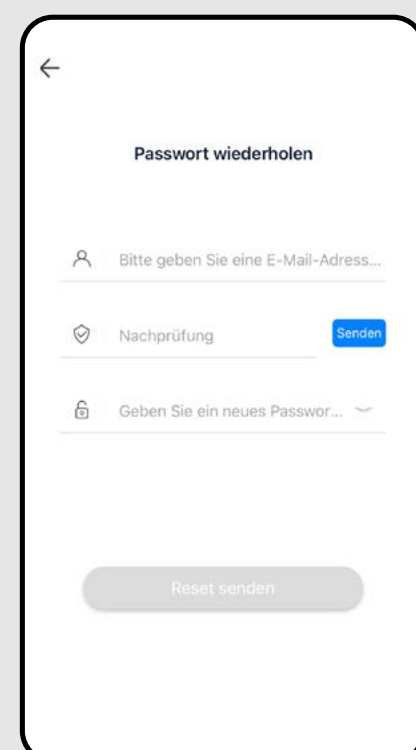 Passwort wiederholen
Bitte geben Sie eine E-Mail-Adress...
Nachprüfung
Senden
Geben Sie ein neues Passwor...
Reset senden